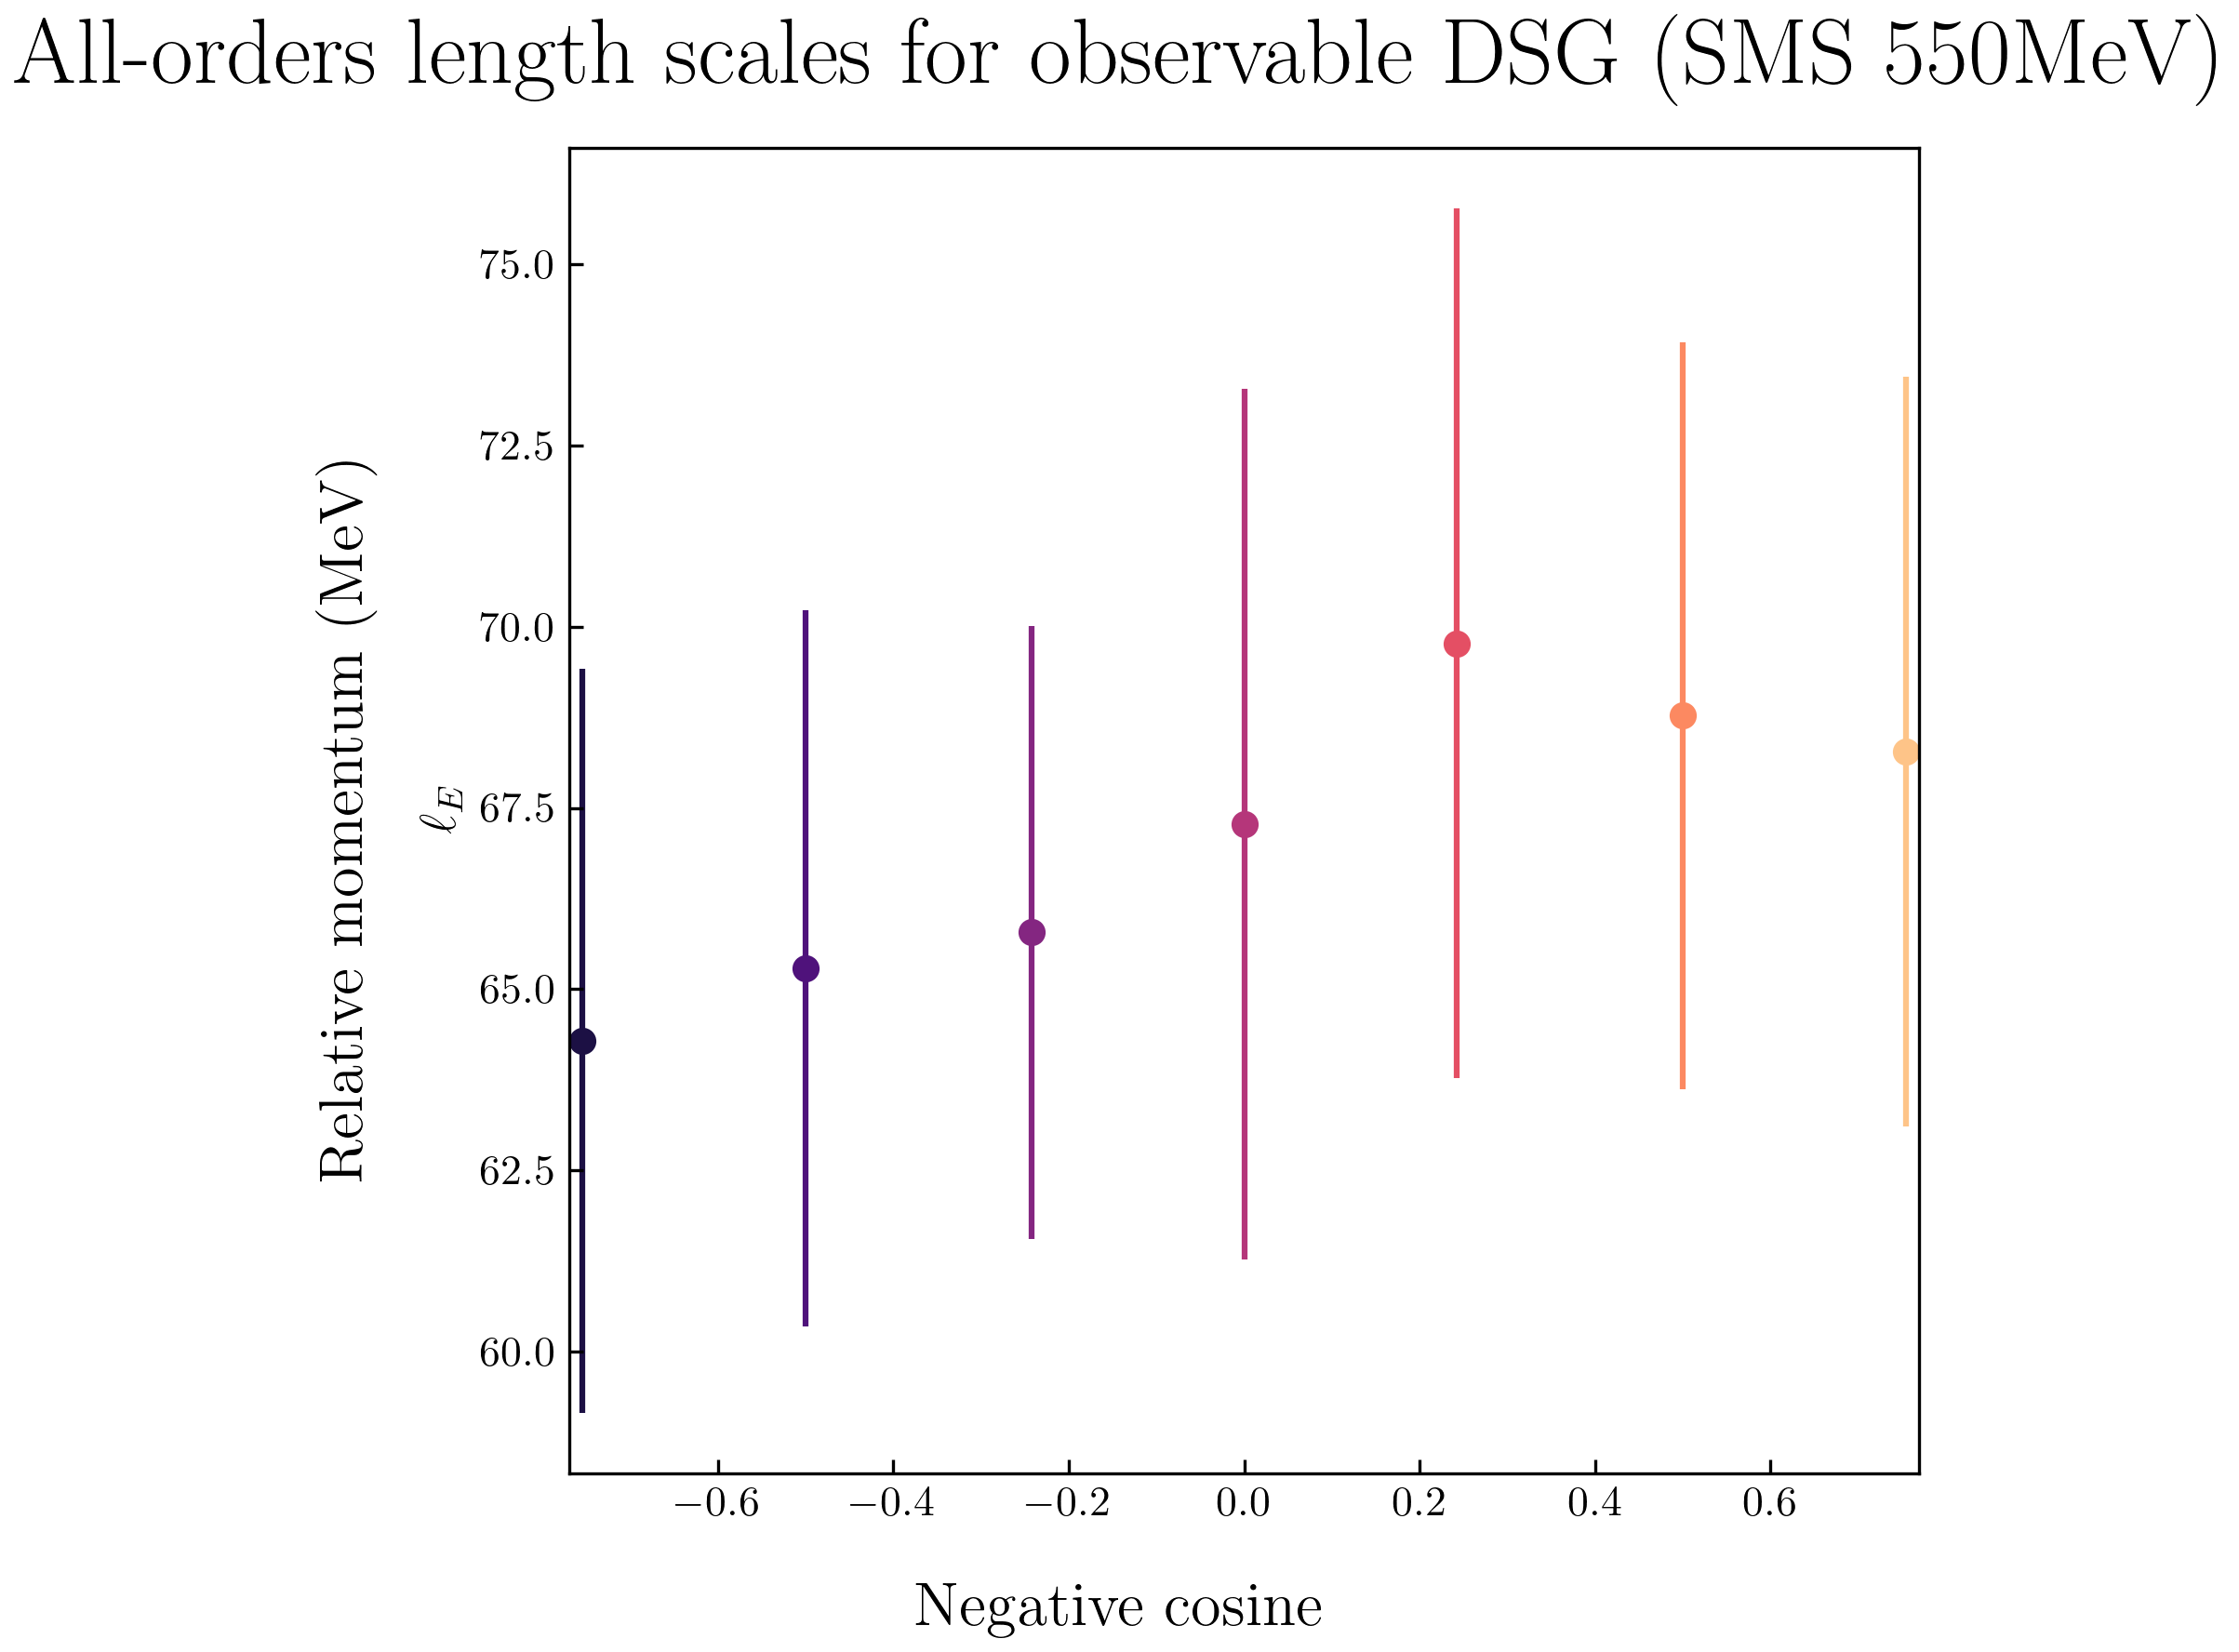 All-orders length scales for observable DSG (SMS 550MeV)
Relative momentum (MeV)
ℓ_E
75.0
72.5
70.0
67.5
65.0
62.5
60.0
−0.6 −0.4 −0.2 0.0 0.2 0.4 0.6
Negative cosine